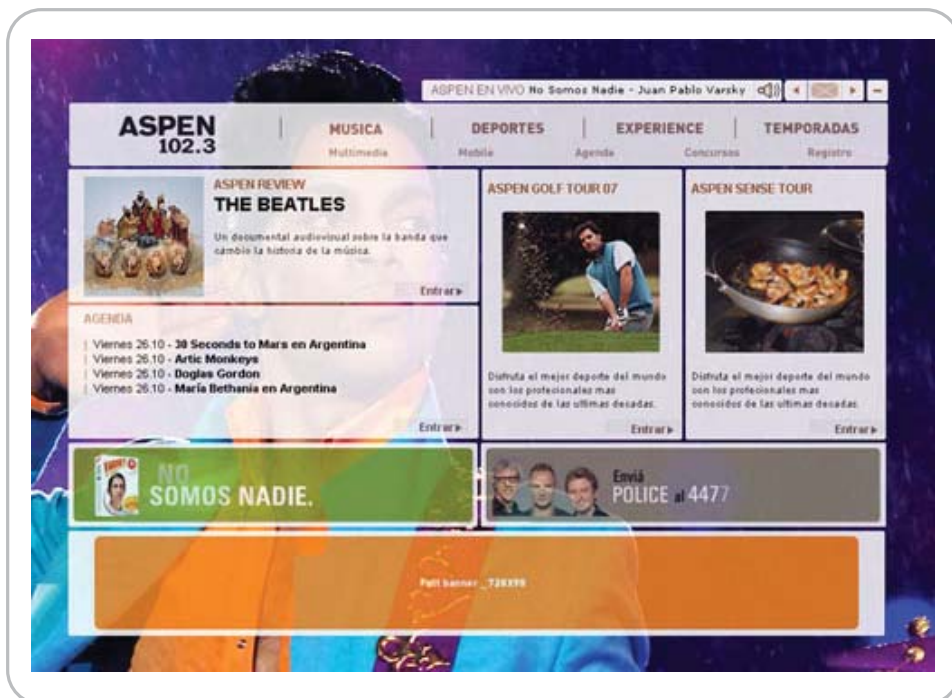 ASPEN EN VIVO No Somos Nadie - Juan Pablo Varsky
ASPEN
102.3
MUSICA
DEPORTES
EXPERIENCE
TEMPORADAS
Multimedia
Mobile
Agenda
Concursos
Registro
ASPEN REVIEW
THE BEATLES
Un documental audiovisual sobre la banda que
cambio la historia de la música.
Entrar
AGENDA
Viernes 26.10 - 30 Seconds to Mars en Argentina
Viernes 26.10 - Artic Monkeys
Viernes 26.10 - Doglas Gordon
Viernes 26.10 - María Bethania en Argentina
Entrar
ASPEN GOLF TOUR 07
Disfruta el mejor deporte del mundo
con los profecionales mas
conocidos de las ultimas decadas.
Entrar
ASPEN SENSE TOUR
Disfruta el mejor deporte del mundo
con los profecionales mas
conocidos de las ultimas decadas.
Entrar
NO
SOMOS NADIE.
Enviá
POLICE al 4477
banner _728X90